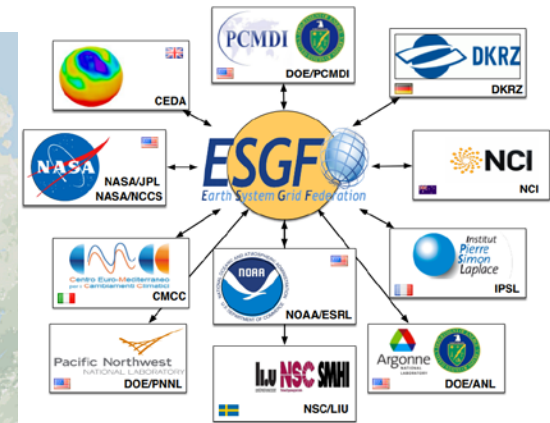 PCMDI
DOE/PCMDI
CEDA
DKRZ
DKRZ
NASA
NASA/JPL
NASA/NCCS
ESGF
Earth System Grid Federation
NCI
NCI
Centro Euro-Mediterraneo
per i Cambiamenti Climatici
CMCC
NOAA
NOAA/ESRL
Institut
Pierre
Simon
Laplace
IPSL
Pacific Northwest
NATIONAL LABORATORY
DOE/PNNL
li.u NSC SMHI
NSC/LIU
Argonne
NATIONAL LABORATORY
DOE/ANL